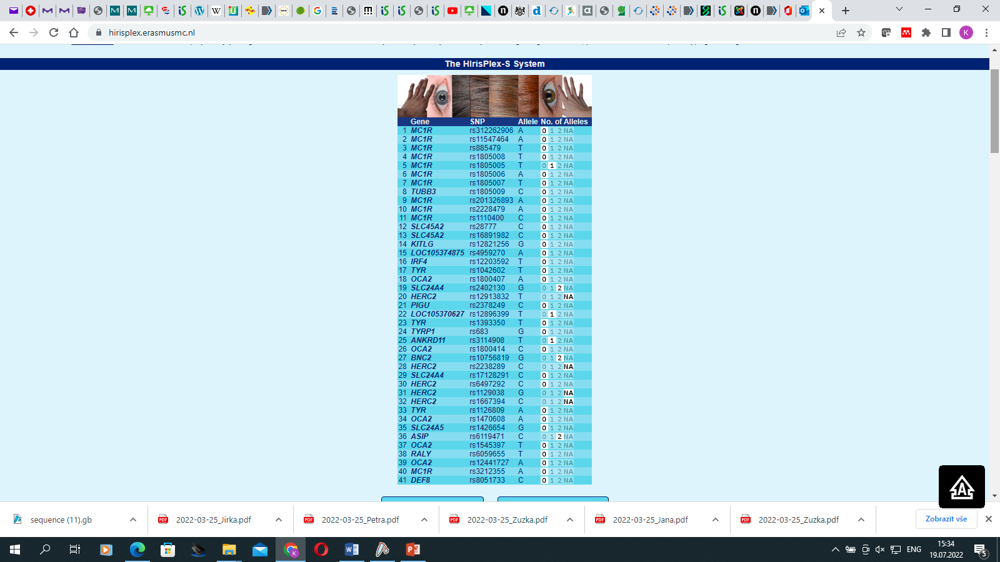 hirisplex.erasmusmc.nl
K
The HIrisPlex-S System
Gene SNP Allele No. of Alleles
1 MC1R rs312262906 A 0 1 2 NA
2 MC1R rs11547464 A 0 1 2 NA
3 MC1R rs885479 T 0 1 2 NA
4 MC1R rs1805008 T 0 1 2 NA
5 MC1R rs1805005 T 0 1 2 NA
6 MC1R rs1805006 A 0 1 2 NA
7 MC1R rs1805007 T 0 1 2 NA
8 TUBB3 rs1805009 C 0 1 2 NA
9 MC1R rs201326893 A 0 1 2 NA
10 MC1R rs2228479 A 0 1 2 NA
11 MC1R rs1110400 C 0 1 2 NA
12 SLC45A2 rs28777 C 0 1 2 NA
13 SLC45A2 rs16891982 C 0 1 2 NA
14 KITLG rs12821256 G 0 1 2 NA
15 LOC105374875 rs4959270 A 0 1 2 NA
16 IRF4 rs12203592 T 0 1 2 NA
17 TYR rs1042602 T 0 1 2 NA
18 OCA2 rs1800407 A 0 1 2 NA
19 SLC24A4 rs2402130 G 0 1 2 NA
20 HERC2 rs12913832 T 0 1 2 NA
21 PIGU rs2378249 C 0 1 2 NA
22 LOC105370627 rs12896399 T 0 1 2 NA
23 TYR rs1393350 T 0 1 2 NA
24 TYRP1 rs683 G 0 1 2 NA
25 ANKRD11 rs3114908 T 0 1 2 NA
26 OCA2 rs1800414 C 0 1 2 NA
27 BNC2 rs10756819 G 0 1 2 NA
28 HERC2 rs2238289 C 0 1 2 NA
29 SLC24A4 rs17128291 C 0 1 2 NA
30 HERC2 rs6497292 C 0 1 2 NA
31 HERC2 rs1129038 G 0 1 2 NA
32 HERC2 rs1667394 C 0 1 2 NA
33 TYR rs1126809 A 0 1 2 NA
34 OCA2 rs1470608 A 0 1 2 NA
35 SLC24A5 rs1426654 G 0 1 2 NA
36 ASIP rs6119471 C 0 1 2 NA
37 OCA2 rs1545397 T 0 1 2 NA
38 RALY rs6059655 T 0 1 2 NA
39 OCA2 rs12441727 A 0 1 2 NA
40 MC1R rs3212355 A 0 1 2 NA
41 DEF8 rs8051733 C 0 1 2 NA
sequence (11).gb 2022-03-25_Jirka.pdf 2022-03-25_Petra.pdf 2022-03-25_Zuzka.pdf 2022-03-25_Jana.pdf 2022-03-25_Zuzka.pdf Zobrazit vše
ENG 15:34
19.07.2022 5